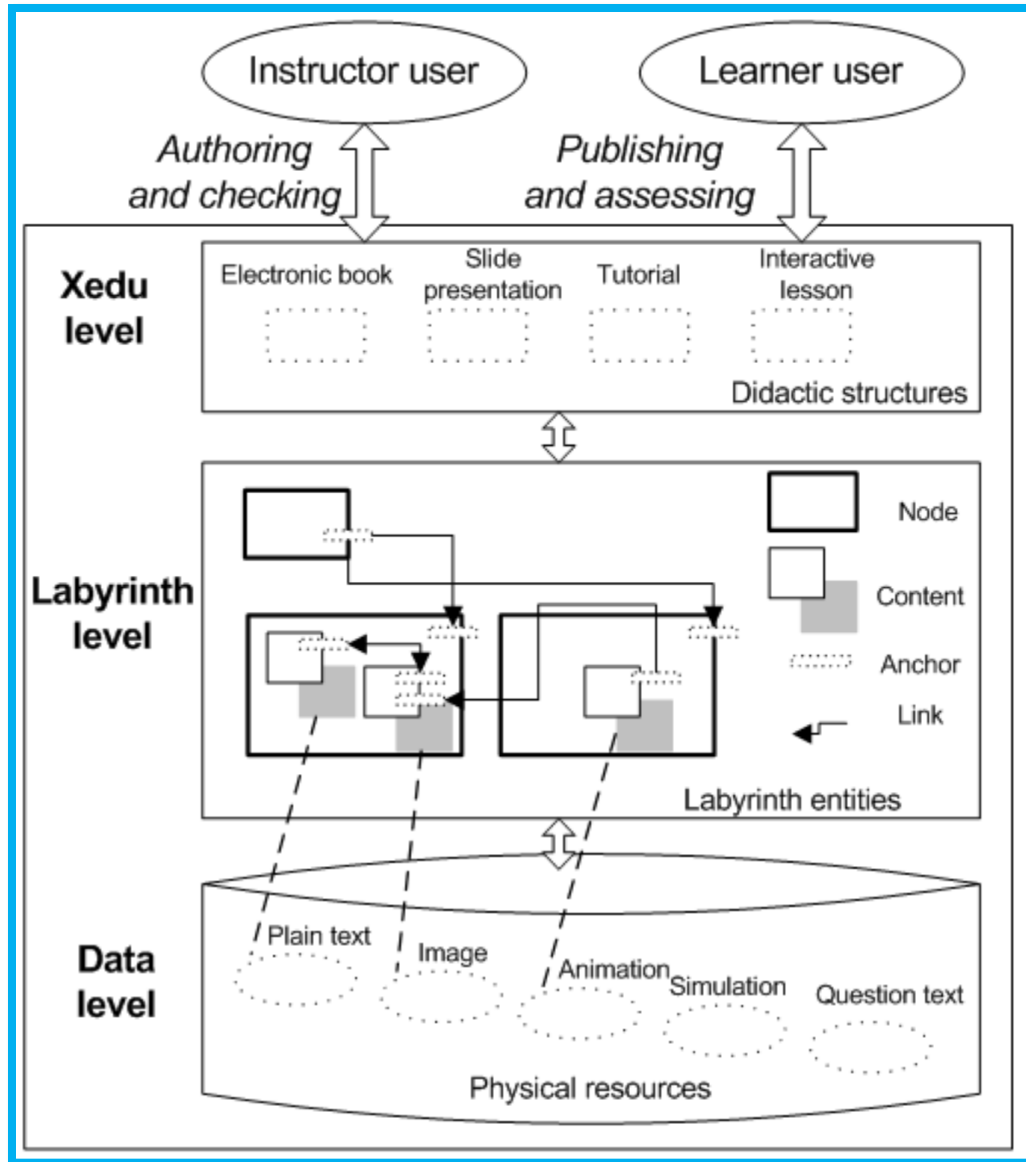 Instructor user
Learner user
Authoring
and checking
Publishing
and assessing
Xedu
level
Electronic book
Slide
presentation
Tutorial
Interactive
lesson
Didactic structures
Labyrinth
level
Node
Content
Anchor
Link
Labyrinth entities
Data
level
Plain text
Image
Animation
Simulation
Question text
Physical resources